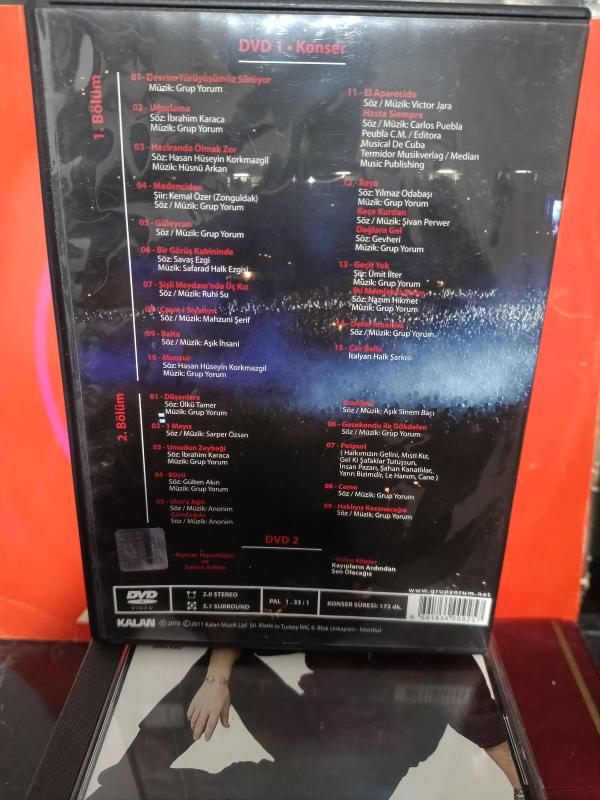 DVD 1 • Konser
1. Bölüm
01- Devrim Yürüyüşümüz Sürüyor
Müzik: Grup Yorum
02 - Uğurlama
Söz: İbrahim Karaca
Müzik: Grup Yorum
03 - Haziranda Ölmek Zor
Söz: Hasan Hüseyin Korkmazgil
Müzik: Hüsnü Arkan
04 - Madenciden
Şiir: Kemal Özer (Zonguldak)
Söz / Müzik: Grup Yorum
05 - Güleycan
Söz / Müzik: Grup Yorum
06 - Bir Görüş Kabininde
Söz: Savaş Ezgi
Müzik: Safarad Halk Ezgisi
07 - Şişli Meydanı'nda Üç Kız
Söz / Müzik: Ruhi Su
Söz / Müzik: Mahzuni Şerif
09 - Balta
Söz / Müzik: Aşık İhsani
10 - Munzur
Söz: Hasan Hüseyin Korkmazgil
Müzik: Grup Yorum
11 - El Aparecido
Söz / Müzik: Victor Jara
Hasta Siempre
Söz / Müzik: Carlos Puebla
Peubla C.M. / Editora
Musical De Cuba
Termidor Musikverlag / Median
Music Publishing
12 - Reşo
Söz: Yılmaz Odabaşı
Keçe Kurdan
Söz / Müzik: Şivan Perwer
Dağlara Gel
Söz: Gevheri
Müzik: Grup Yorum
13 - Geçit Yok
Şiir: Ümit İlter
Müzik: Grup Yorum
Söz: Nazım Hikmet
Müzik: Grup Yorum
Söz / Müzik: Grup Yorum
15 - Çav Bella
İtalyan Halk Şarkısı
2. Bölüm
01 - Düşenlere
Söz: Ülkü Tamer
Müzik: Grup Yorum
02 - 1 Mayıs
Söz / Müzik: Sarper Özsan
03 - Umudun Zeybeği
Söz: İbrahim Karaca
Müzik: Grup Yorum
04 - Büyü
Söz: Gülten Akın
Müzik: Grup Yorum
05 - Ulaş'a Ağıt
Söz / Müzik: Anonim
Gündoğdu
Söz / Müzik: Anonim
Söz / Müzik: Aşık Sinem Bacı
06 - Gecekondu ile Gökdelen
Söz / Müzik: Grup Yorum
07 - Potpuri
( Halkımızın Gelini, Mısri Kız,
Gel Ki Şafaklar Tutuşsun,
İnsan Pazarı, Şahan Kanatlılar,
Yarin Bizimdir, Le Hanım, Cane )
08 - Cemo
Söz / Müzik: Grup Yorum
09 - Haklıyız Kazanacağız
Söz / Müzik: Grup Yorum
DVD 2
- Konser Hazırlıkları
ve
Sahne Arkası
- Video Klipler
Kayıpların Ardından
Sen Olacağız
www.grupyorum.net
DVD
VIDEO
2.0 STEREO
5.1 SURROUND
PAL 1.33:1
KONSER SÜRESİ: 173 dk.
KALAN ℗2010 ©2011 Kalan Müzik Ltd. Şti. Made in Turkey İMÇ 6. Blok Unkapanı - İstanbul